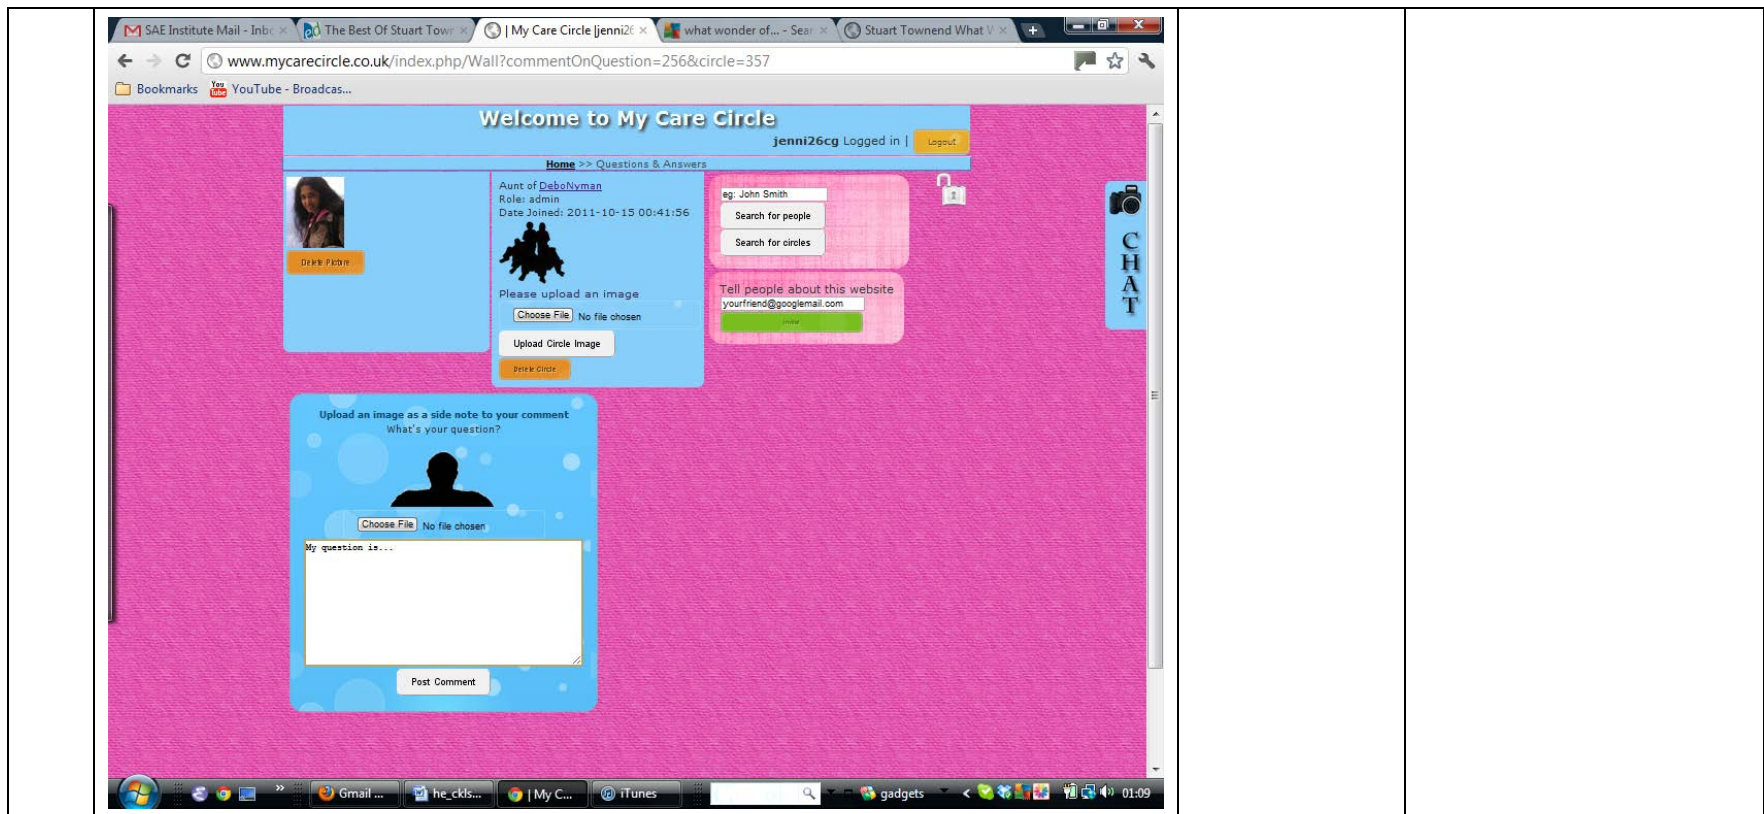 SAE Institute Mail - Inbc
The Best Of Stuart Town
| My Care Circle |jenni26
what wonder of... - Sear
Stuart Townend What V
www.mycarecircle.co.uk/index.php/Wall?commentOnQuestion=256&circle=357
Bookmarks
YouTube - Broadcas...
Welcome to My Care Circle
jenni26cg Logged in |
Logout
Home >> Questions & Answers
Delete Picture
Aunt of DeboNyman
Role: admin
Date Joined: 2011-10-15 00:41:56
Please upload an image
Choose File No file chosen
Upload Circle Image
Delete Circle
eg: John Smith
Search for people
Search for circles
Tell people about this website
yourfriend@googlemail.com
CHAT
Upload an image as a side note to your comment
What's your question?
Choose File No file chosen
My question is...
Post Comment
Gmail ...
he_ckls...
| My C...
iTunes
gadgets
01:09